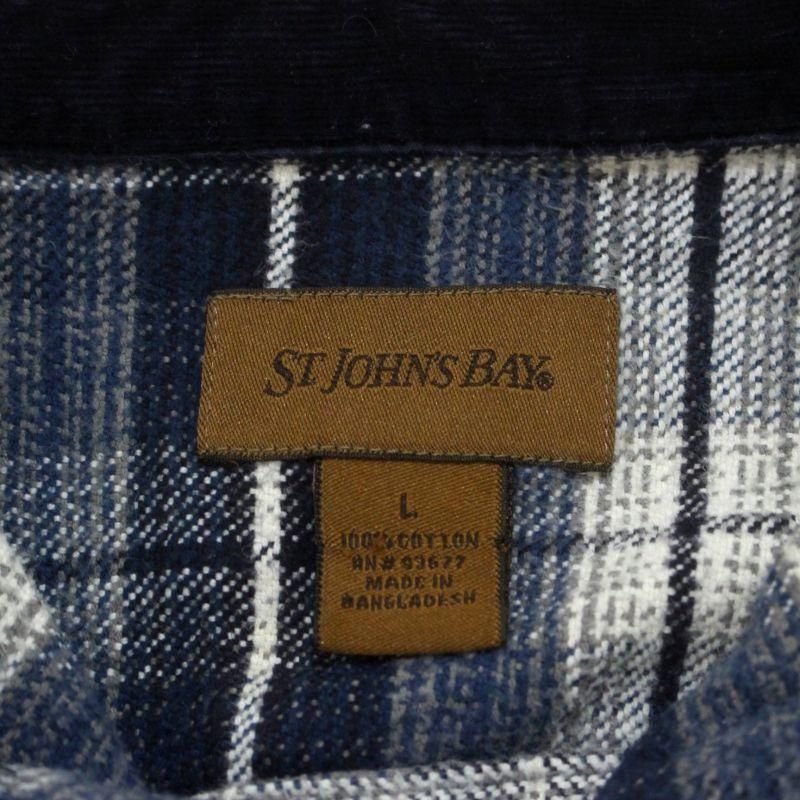 ST. JOHN'S BAY®
L
100% COTTON
RN# 93677
MADE IN
BANGLADESH